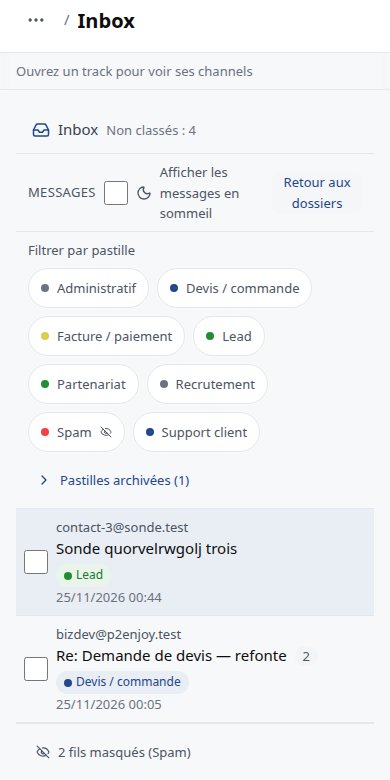 ••• / Inbox
Ouvrez un track pour voir ses channels
Inbox Non classés : 4
MESSAGES Afficher les messages en sommeil Retour aux dossiers
Filtrer par pastille
Administratif Devis / commande
Facture / paiement Lead
Partenariat Recrutement
Spam Support client
Pastilles archivées (1)
contact-3@sonde.test
Sonde quorvelrwgolj trois
Lead
25/11/2026 00:44
bizdev@p2enjoy.test
Re: Demande de devis — refonte 2
Devis / commande
25/11/2026 00:05
2 fils masqués (Spam)